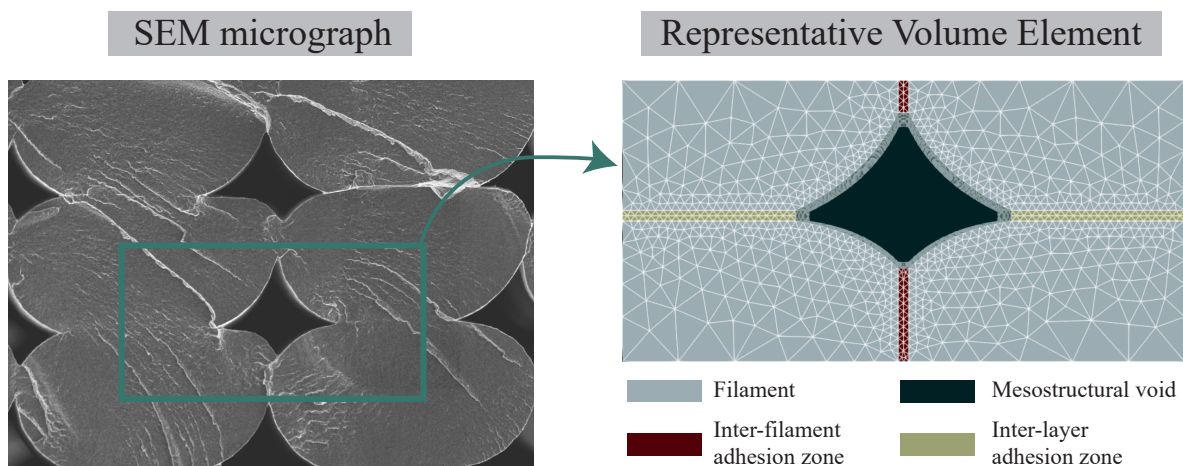 SEM micrograph
Representative Volume Element
Filament
Mesostructural void
Inter-filament
adhesion zone
Inter-layer
adhesion zone